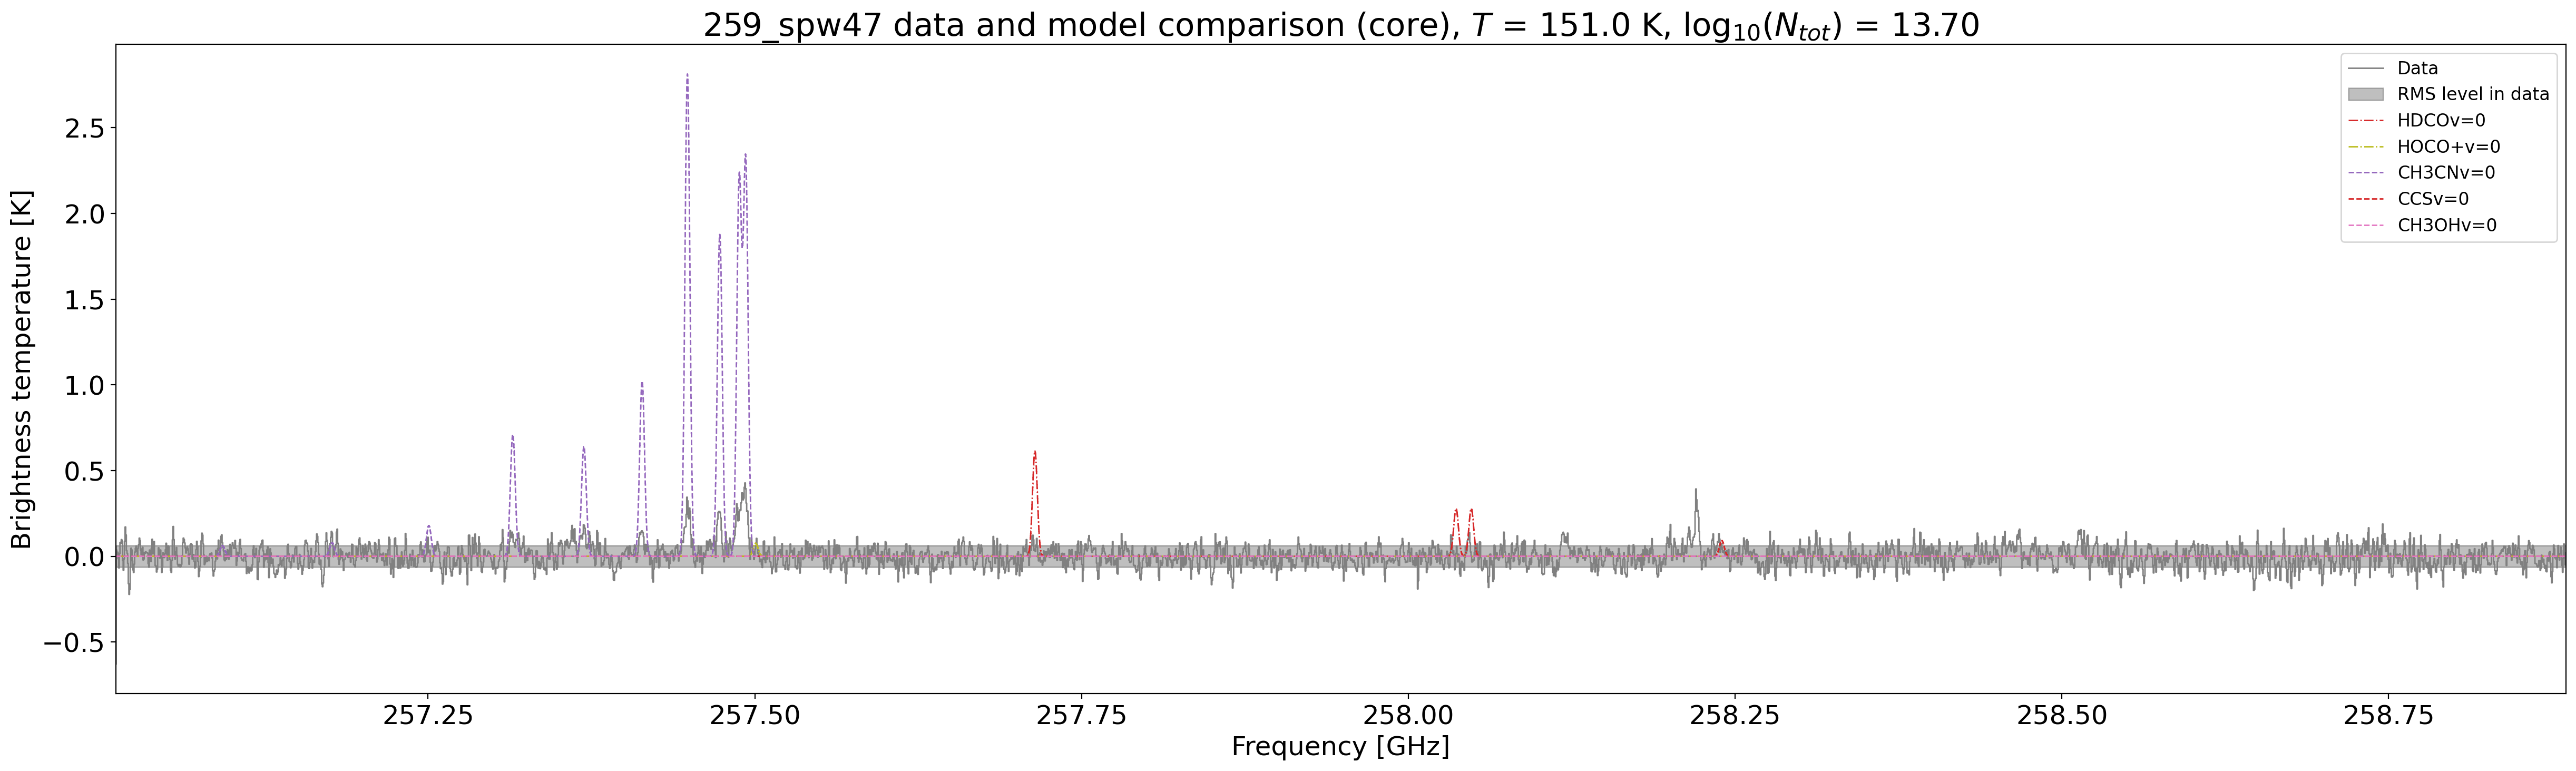 259_spw47 data and model comparison (core), T = 151.0 K, log₁₀(Nₜₒₜ) = 13.70
Data
RMS level in data
HDCOv=0
HOCO+v=0
CH3CNv=0
CCSv=0
CH3OHv=0
Brightness temperature [K]
2.5
2.0
1.5
1.0
0.5
0.0
−0.5
257.25 257.50 257.75 258.00 258.25 258.50 258.75
Frequency [GHz]